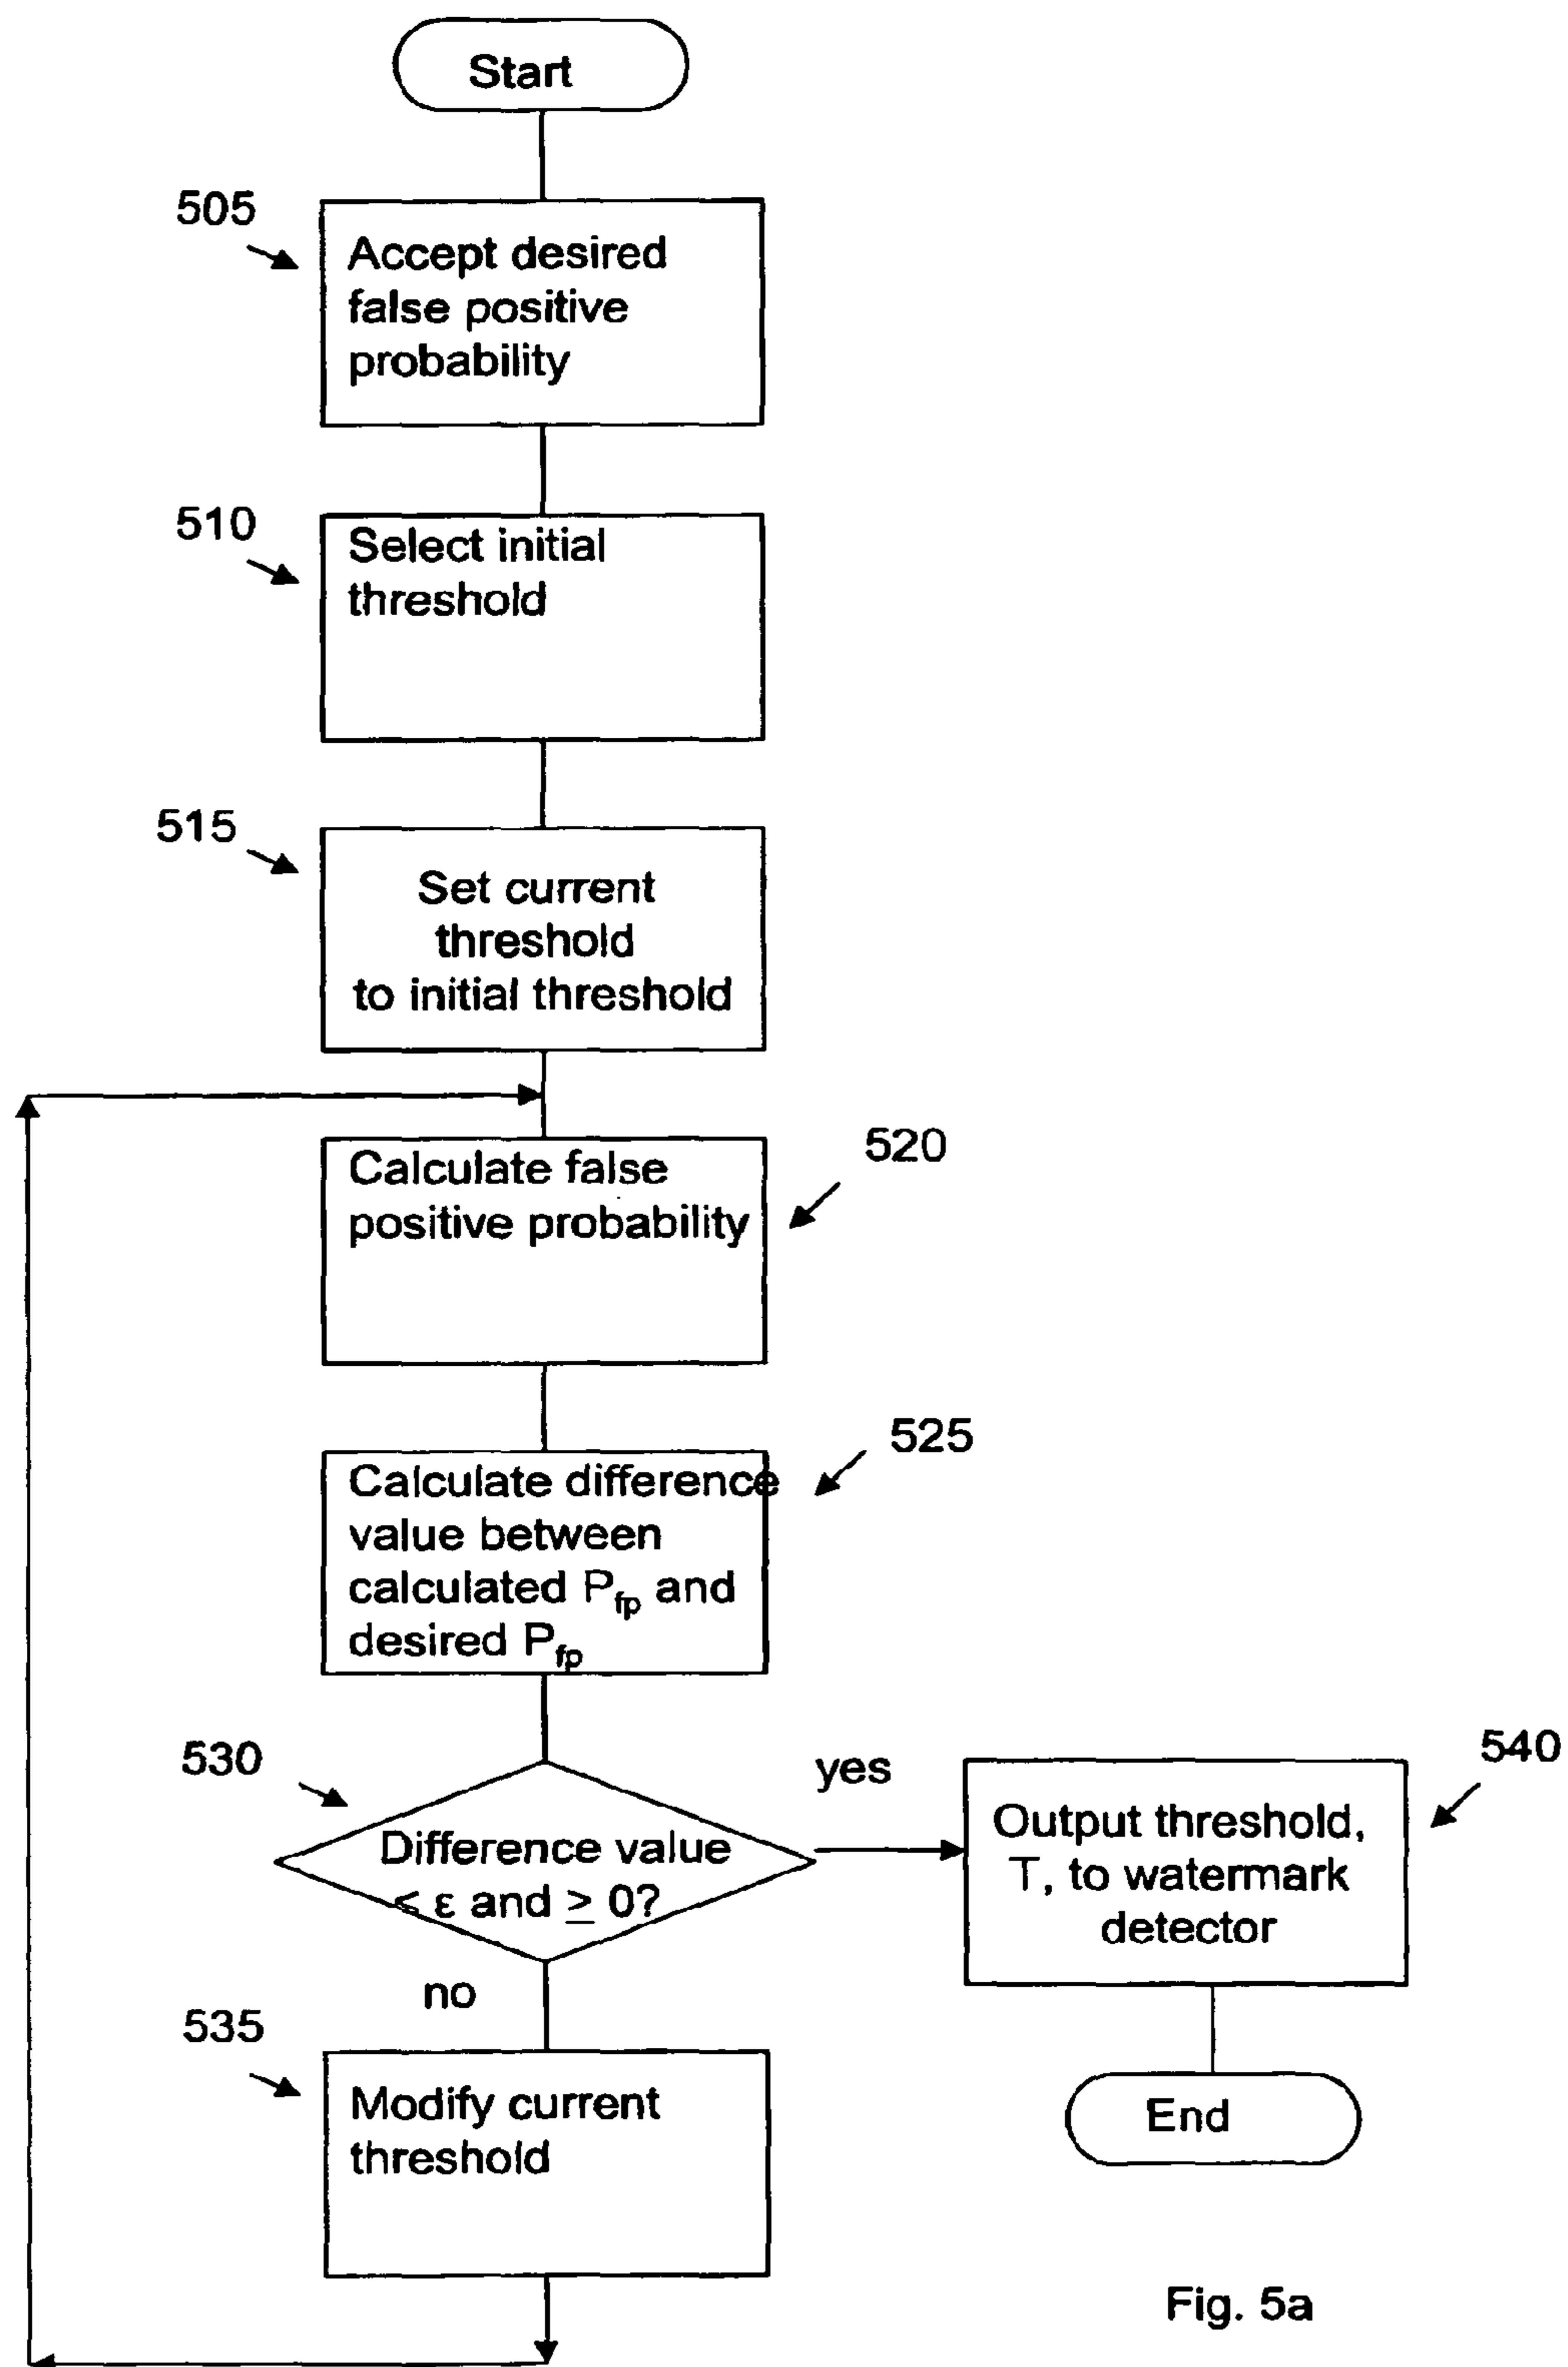 Start
505
Accept desired
false positive
probability
510
Select initial
threshold
515
Set current
threshold
to initial threshold
520
Calculate false
positive probability
525
Calculate difference
value between
calculated Pfp and
desired Pfp
530
Difference value
< ε and ≥ 0?
yes
540
Output threshold,
T, to watermark
detector
no
535
Modify current
threshold
End
Fig. 5a